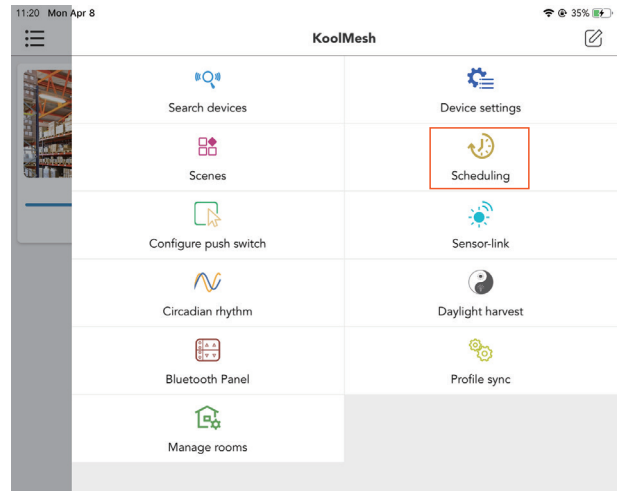 11:20 Mon Apr 8
35%
KoolMesh
Search devices
Device settings
Scenes
Scheduling
Configure push switch
Sensor-link
Circadian rhythm
Daylight harvest
Bluetooth Panel
Profile sync
Manage rooms